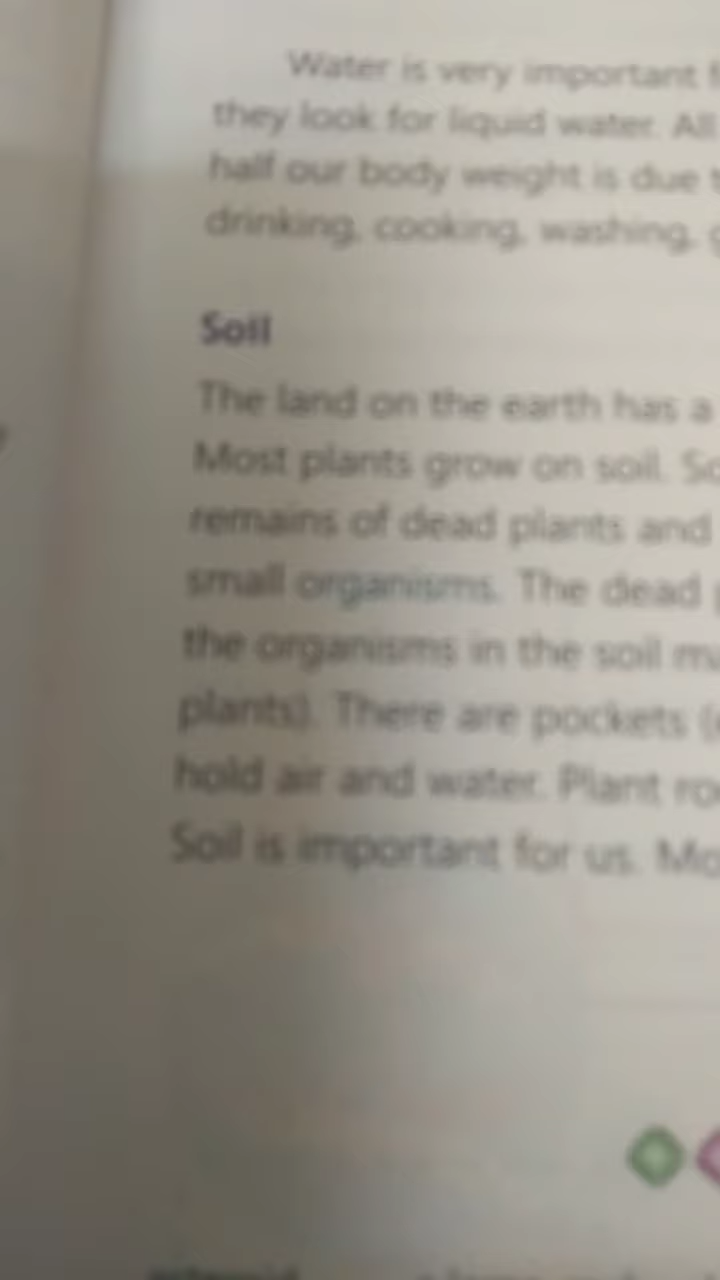 Water is very important
they look for liquid water. All
half our body weight is due
drinking, cooking, washing,
Soil
The land on the earth has a
Most plants grow on soil.
remains of dead plants and
small organisms. The dead
the organisms in the soil
plants). There are pockets
hold air and water. Plant
Soil is important for us.